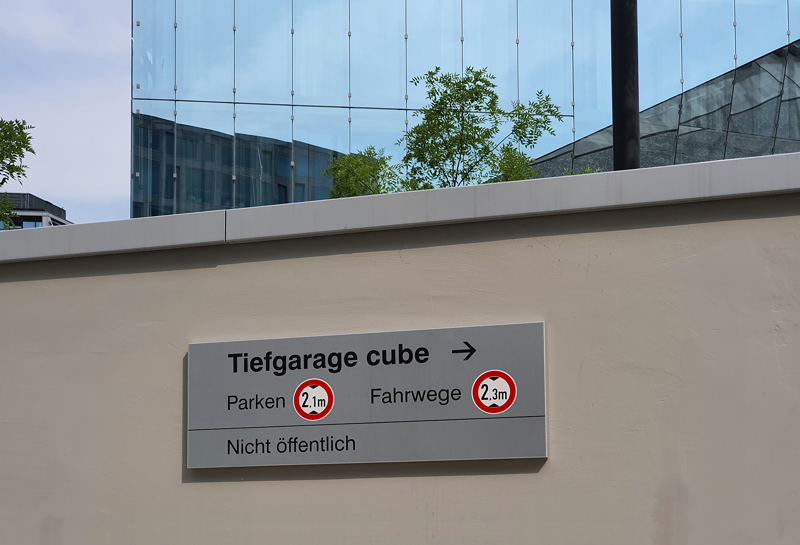 Tiefgarage cube →
Parken 2,1m Fahrwege 2,3m
Nicht öffentlich